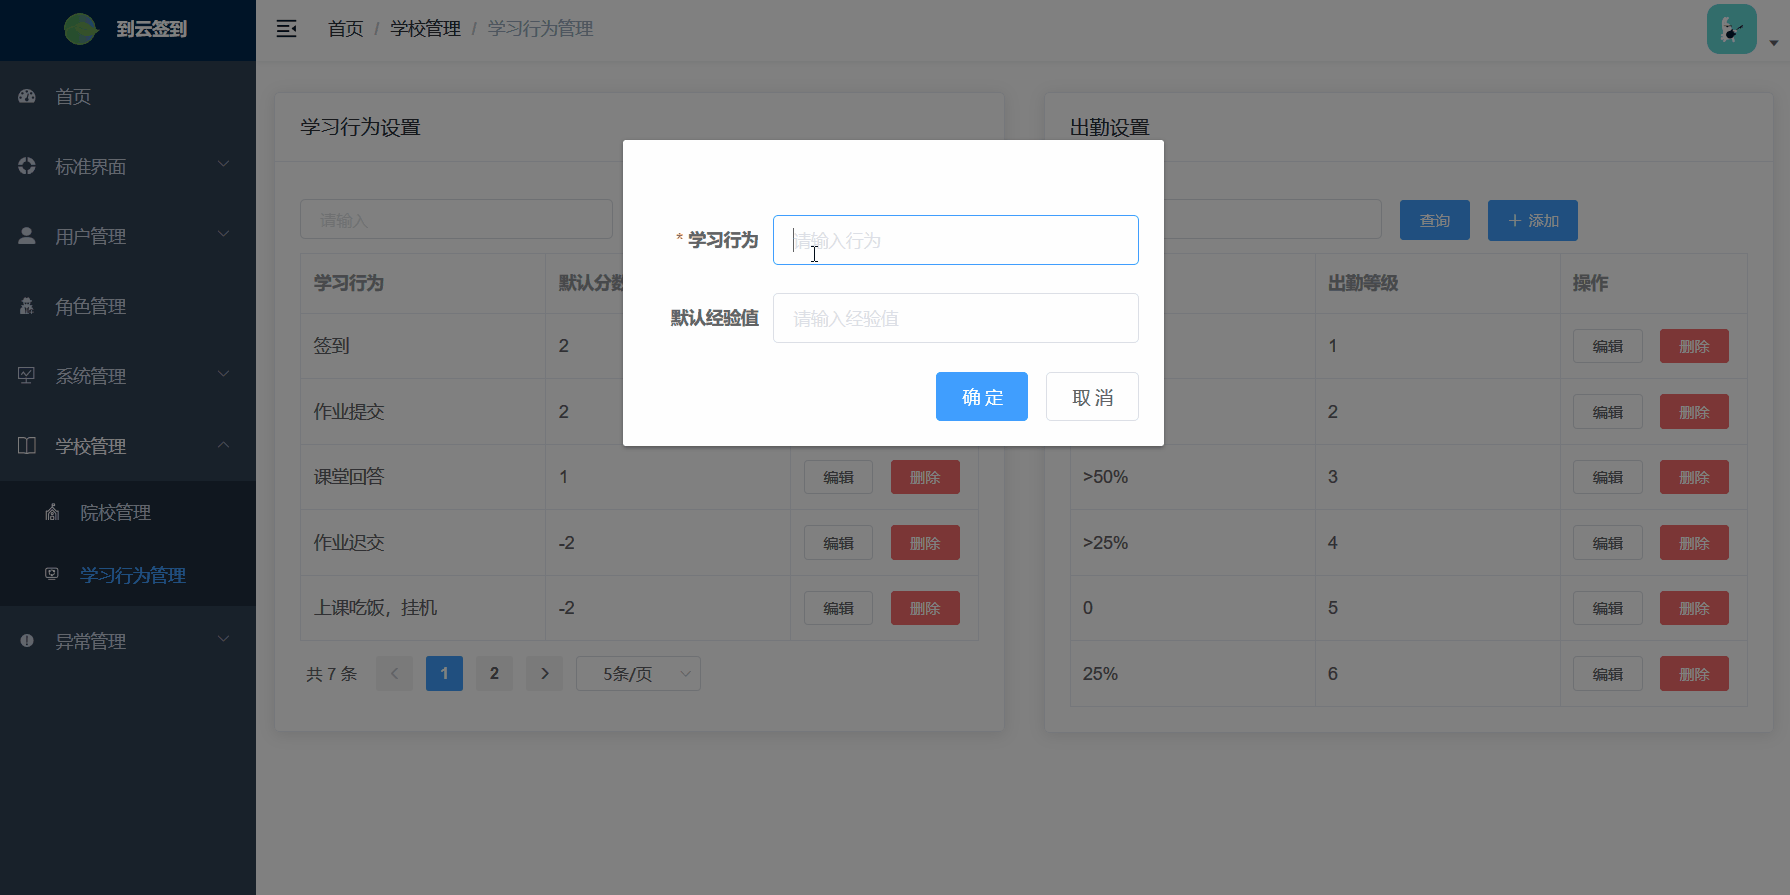 到云签到
首页 / 学校管理 / 学习行为管理
首页
标准界面
用户管理
角色管理
系统管理
学校管理
院校管理
学习行为管理
异常管理
学习行为设置
请输入
学习行为 默认分数
签到 2
作业提交 2
课堂回答 1 编辑 删除
作业迟交 -2 编辑 删除
上课吃饭，挂机 -2 编辑 删除
共 7 条 1 2 5条/页
* 学习行为 请输入行为
默认经验值 请输入经验值
确 定 取 消
出勤设置
查询 + 添加
出勤等级 操作
1 编辑 删除
2 编辑 删除
>50% 3 编辑 删除
>25% 4 编辑 删除
0 5 编辑 删除
25% 6 编辑 删除